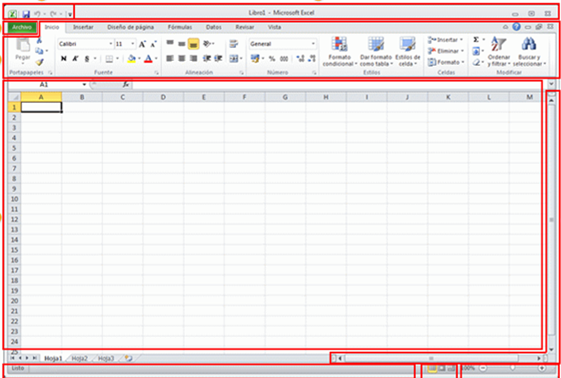 Libro1 - Microsoft Excel
Archivo Inicio Insertar Diseño de página Fórmulas Datos Revisar Vista
Calibri 11 A A General Insertar Σ
Pegar Eliminar
N K S % 000 Formato condicional Dar formato como tabla Estilos de celda Formato Ordenar y filtrar Buscar y seleccionar
Portapapeles Fuente Alineación Número Estilos Celdas Modificar
A1 fx
A B C D E F G H I J K L M
1
2
3
4
5
6
7
8
9
10
11
12
13
14
15
16
17
18
19
20
21
22
23
24
25
Hoja1 Hoja2 Hoja3
Listo 100%